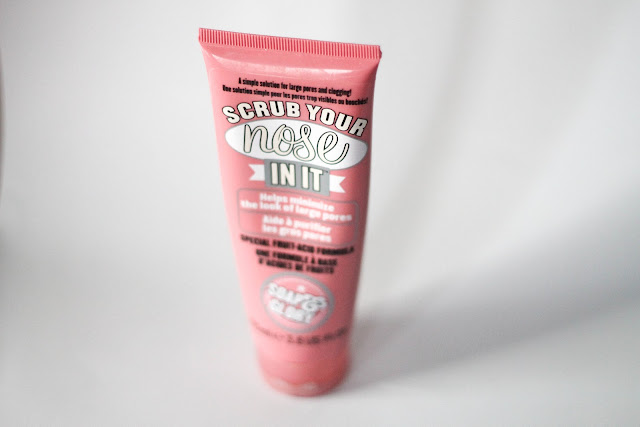 A simple solution for large pores and clogging!
Une solution simple pour les pores trop visibles ou bouchés!
SCRUB YOUR
nose
IN IT™
Helps minimize
the look of large pores
Aide à purifier
les gros pores
SPECIAL FRUIT-ACID FORMULA
UNE FORMULE À BASE
D'ACIDES DE FRUITS
SOAP &
GLORY